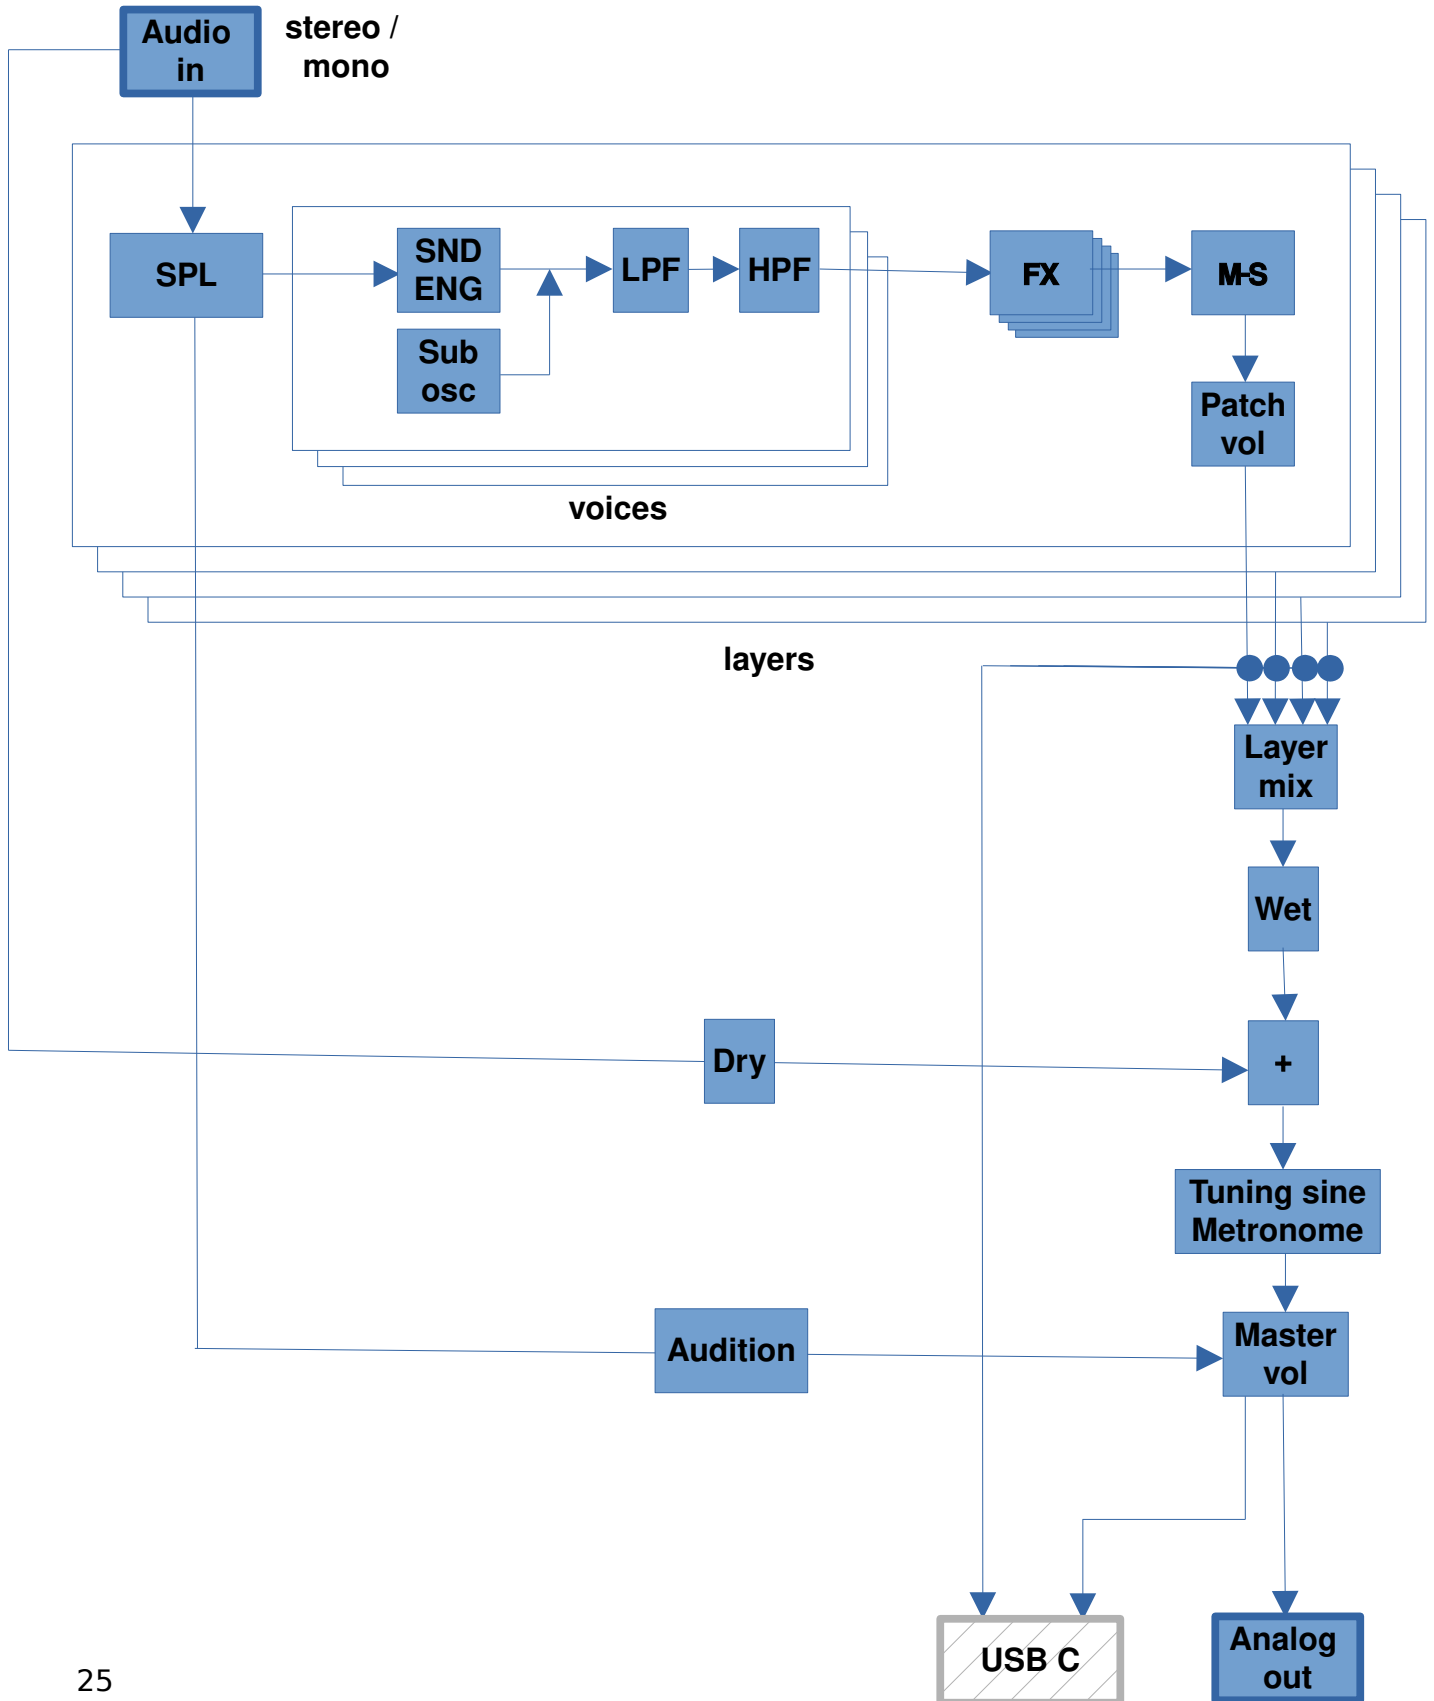 Audio
in
stereo /
mono
SPL
SND
ENG
LPF
HPF
FX
M-S
Sub
osc
Patch
vol
voices
layers
Layer
mix
Wet
Dry
+
Tuning sine
Metronome
Audition
Master
vol
USB C
Analog
out
25